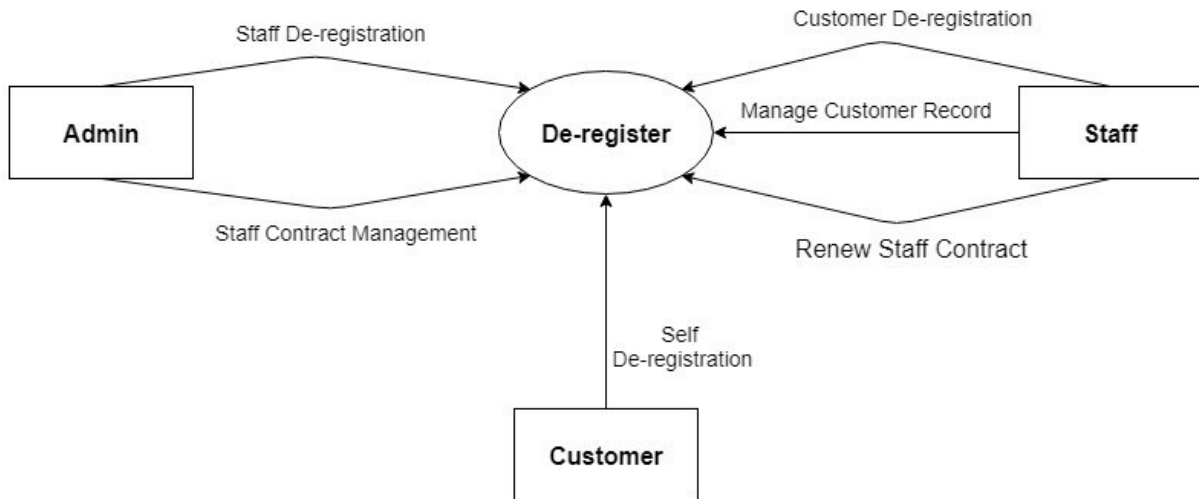 Staff De-registration
Customer De-registration
Admin
De-register
Manage Customer Record
Staff
Staff Contract Management
Renew Staff Contract
Self
De-registration
Customer